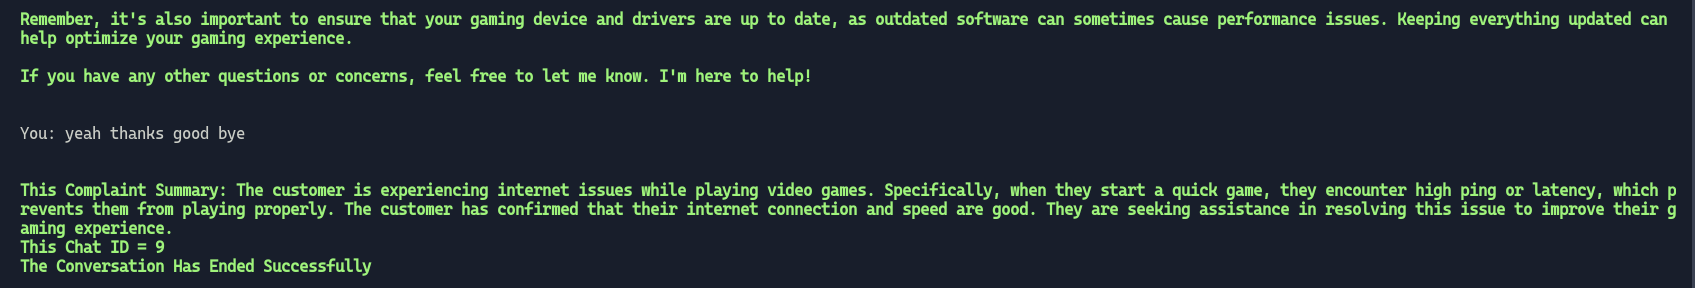 Remember, it's also important to ensure that your gaming device and drivers are up to date, as outdated software can sometimes cause performance issues. Keeping everything updated can
help optimize your gaming experience.
If you have any other questions or concerns, feel free to let me know. I'm here to help!
You: yeah thanks good bye
This Complaint Summary: The customer is experiencing internet issues while playing video games. Specifically, when they start a quick game, they encounter high ping or latency, which p
revents them from playing properly. The customer has confirmed that their internet connection and speed are good. They are seeking assistance in resolving this issue to improve their g
aming experience.
This Chat ID = 9
The Conversation Has Ended Successfully